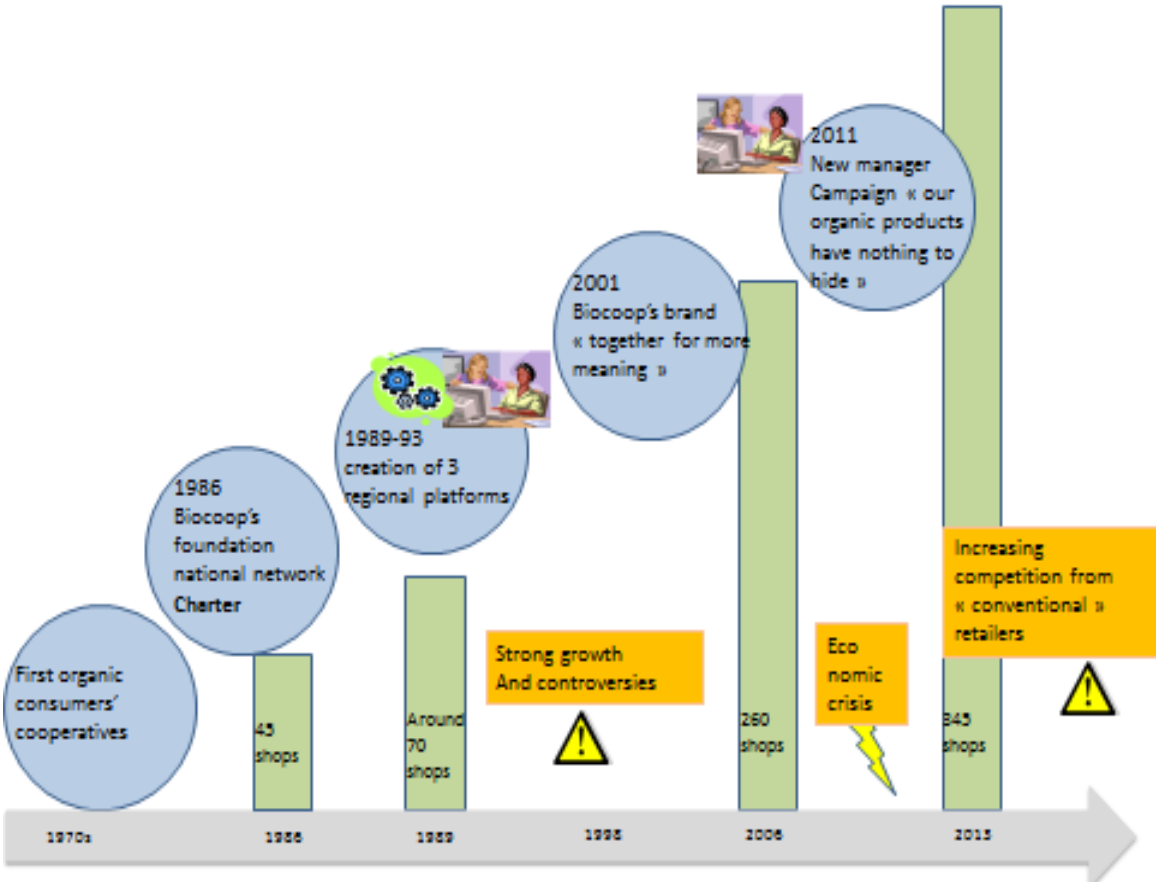 2011
New manager
Campaign « our
organic products
have nothing to
hide »
2001
Biocoop's brand
« together for more
meaning »
1989-93
creation of 3
regional platforms
1986
Biocoop's
foundation
national network
Charter
First organic
consumers'
cooperatives
45
shops
Around
70
shops
Strong growth
And controversies
260
shops
Eco
nomic
crisis
345
shops
Increasing
competition from
« conventional »
retailers
1970s
1986
1989
1998
2006
2013